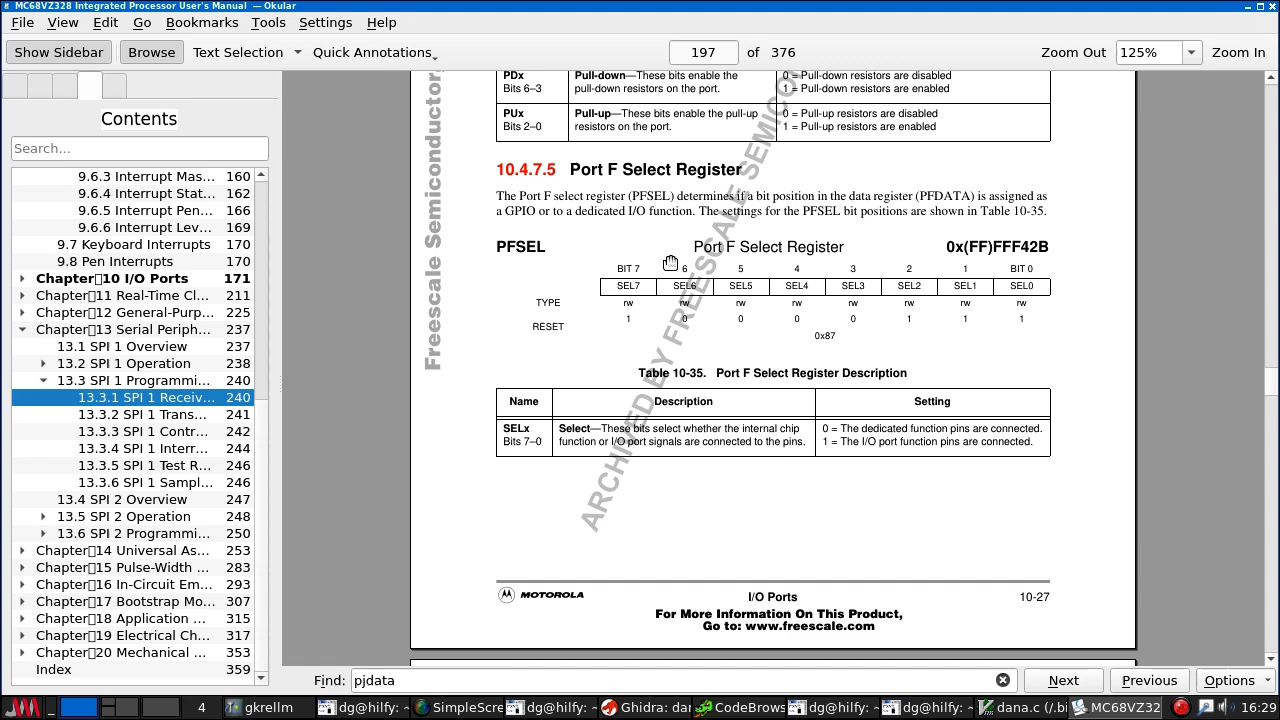 MC68VZ328 Integrated Processor User's Manual — Okular
File View Edit Go Bookmarks Tools Settings Help
Show Sidebar Browse Text Selection Quick Annotations 197 of 376 Zoom Out 125% Zoom In
Contents
Search...
9.6.3 Interrupt Mas... 160
9.6.4 Interrupt Stat... 162
9.6.5 Interrupt Pen... 166
9.6.6 Interrupt Lev... 169
9.7 Keyboard Interrupts 170
9.8 Pen Interrupts 170
Chapter 10 I/O Ports 171
Chapter 11 Real-Time Cl... 211
Chapter 12 General-Purp... 225
Chapter 13 Serial Periph... 237
13.1 SPI 1 Overview 237
13.2 SPI 1 Operation 238
13.3 SPI 1 Programmi... 240
13.3.1 SPI 1 Receiv... 240
13.3.2 SPI 1 Trans... 241
13.3.3 SPI 1 Contr... 242
13.3.4 SPI 1 Interr... 244
13.3.5 SPI 1 Test R... 246
13.3.6 SPI 1 Sampl... 246
13.4 SPI 2 Overview 247
13.5 SPI 2 Operation 248
13.6 SPI 2 Programmi... 250
Chapter 14 Universal As... 253
Chapter 15 Pulse-Width ... 283
Chapter 16 In-Circuit Em... 293
Chapter 17 Bootstrap Mo... 307
Chapter 18 Application ... 315
Chapter 19 Electrical Ch... 317
Chapter 20 Mechanical ... 353
Index 359
Freescale Semiconductor
ARCHIVED BY FREESCALE SEMICO
PDx Pull-down—These bits enable the 0 = Pull-down resistors are disabled
Bits 6–3 pull-down resistors on the port. 1 = Pull-down resistors are enabled
PUx Pull-up—These bits enable the pull-up 0 = Pull-up resistors are disabled
Bits 2–0 resistors on the port. 1 = Pull-up resistors are enabled
10.4.7.5 Port F Select Register
The Port F select register (PFSEL) determines if a bit position in the data register (PFDATA) is assigned as
a GPIO or to a dedicated I/O function. The settings for the PFSEL bit positions are shown in Table 10-35.
PFSEL Port F Select Register 0x(FF)FFF42B
BIT 7 6 5 4 3 2 1 BIT 0
SEL7 SEL6 SEL5 SEL4 SEL3 SEL2 SEL1 SEL0
TYPE rw rw rw rw rw rw rw rw
RESET 1 0 0 0 0 1 1 1
0x87
Table 10-35. Port F Select Register Description
Name Description Setting
SELx Select—These bits select whether the internal chip 0 = The dedicated function pins are connected.
Bits 7–0 function or I/O port signals are connected to the pins. 1 = The I/O port function pins are connected.
MOTOROLA I/O Ports 10-27
For More Information On This Product,
Go to: www.freescale.com
Find: pjdata Next Previous Options
4 gkrellm dg@hilfy: ~ SimpleScre dg@hilfy: ~ Ghidra: dar CodeBrows dg@hilfy: ~ dg@hilfy: ~ dana.c (/.bi MC68VZ32 16:29